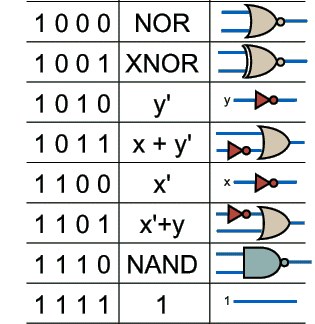 1 0 0 0 NOR
1 0 0 1 XNOR
1 0 1 0 y' y
1 0 1 1 x + y'
1 1 0 0 x' x
1 1 0 1 x'+y
1 1 1 0 NAND
1 1 1 1 1 1